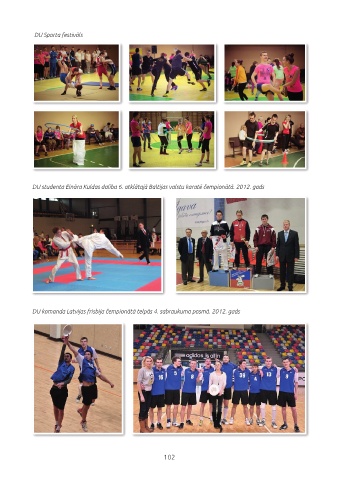 DU Sporta festivāls
DU studenta Eināra Kuldas dalība 6. atklātajā Baltijas valstu karatē čempionātā. 2012. gads
DU komanda Latvijas frisbija čempionātā telpās 4. sabraukuma posmā. 2012. gads
102